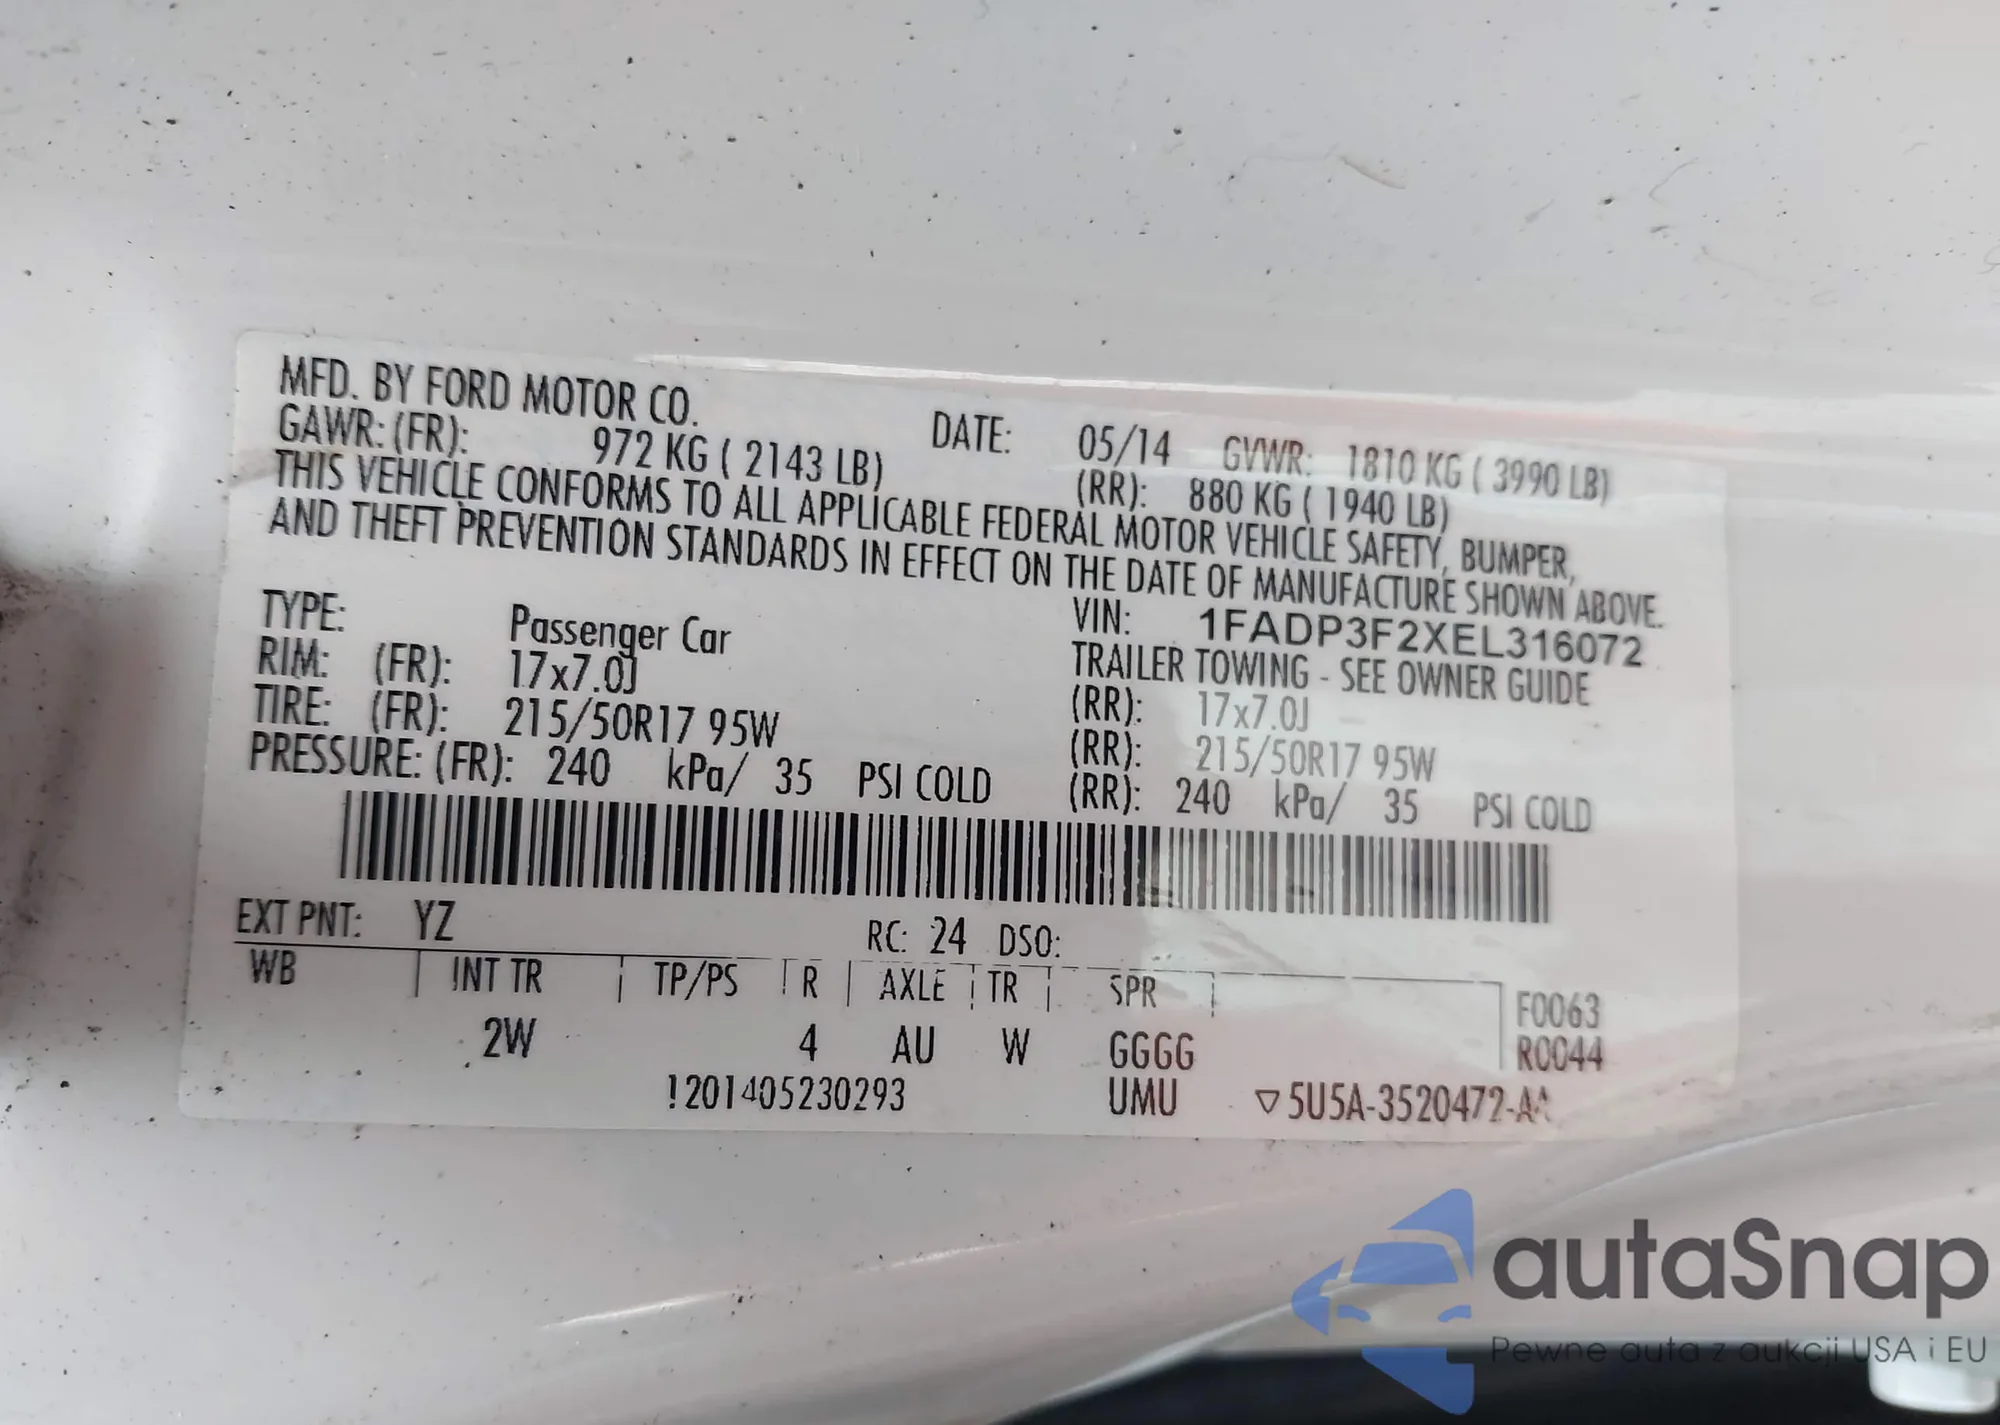 MFD. BY FORD MOTOR CO. DATE: 05/14 GVWR: 1810 KG ( 3990 LB)
GAWR: (FR): 972 KG ( 2143 LB) (RR): 880 KG ( 1940 LB)
THIS VEHICLE CONFORMS TO ALL APPLICABLE FEDERAL MOTOR VEHICLE SAFETY, BUMPER,
AND THEFT PREVENTION STANDARDS IN EFFECT ON THE DATE OF MANUFACTURE SHOWN ABOVE.
VIN: 1FADP3F2XEL316072
TYPE: Passenger Car TRAILER TOWING - SEE OWNER GUIDE
RIM: (FR): 17x7.0J (RR): 17x7.0J
TIRE: (FR): 215/50R17 95W (RR): 215/50R17 95W
PRESSURE: (FR): 240 kPa/ 35 PSI COLD (RR): 240 kPa/ 35 PSI COLD
EXT PNT: YZ RC: 24 DSO:
WB INT TR TP/PS R AXLE TR SPR F0063
2W 4 AU W GGGG R0044
1201405230293 UMU ▽5U5A-3520472-AA
autaSnap
Pewne auta z aukcji USA i EU